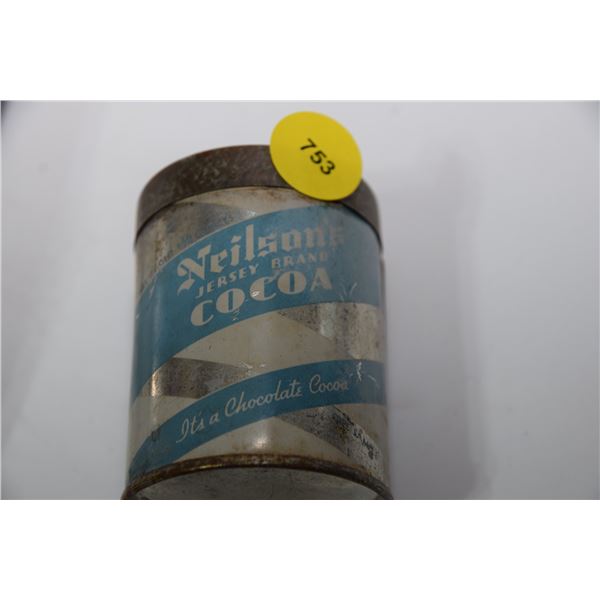 753
Neilson's
JERSEY BRAND
COCOA
It's a Chocolate Cocoa